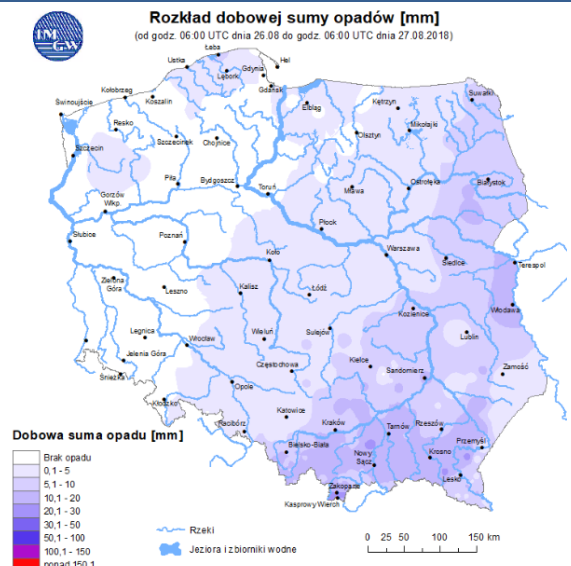 Rozkład dobowej sumy opadów [mm]
(od godz. 06:00 UTC dnia 26.08 do godz. 06:00 UTC dnia 27.08.2018)
IM
GW
Łeba
Ustka
Lębork
Gdynia
Hel
Gdańsk
Kołobrzeg
Koszalin
Świnoujście
Resko
Szczecinek
Chojnice
Elbląg
Kętrzyn
Suwałki
Olsztyn
Mikołajki
Szczecin
Piła
Bydgoszcz
Toruń
Mława
Ostrołęka
Białystok
Gorzów
Wlkp.
Płock
Słubice
Poznań
Koło
Warszawa
Siedlce
Terespol
Zielona
Góra
Leszno
Kalisz
Łódź
Kozienice
Włodawa
Legnica
Wrocław
Wieluń
Sulejów
Lublin
Jelenia Góra
Śnieżka
Częstochowa
Kielce
Sandomierz
Zamość
Kłodzko
Opole
Racibórz
Katowice
Kraków
Tarnów
Rzeszów
Przemyśl
Bielsko-Biała
Nowy
Sącz
Krosno
Lesko
Zakopane
Kasprowy Wierch
Dobowa suma opadu [mm]
Brak opadu
0,1 - 5
5,1 - 10
10,1 - 20
20,1 - 30
30,1 - 50
50,1 - 100
100,1 - 150
ponad 150,1
Rzeki
Jeziora i zbiorniki wodne
0 25 50 100 150 km